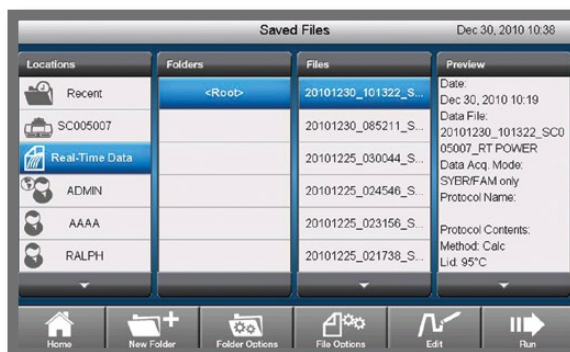 Saved Files
Dec 30, 2010 10:38
Locations
Recent
SC005007
Real-Time Data
ADMIN
AAAA
RALPH
Folders
<Root>
Files
20101230_101322_S...
20101230_085211_S...
20101225_030044_S...
20101225_024546_S...
20101225_023156_S...
20101225_021738_S...
Preview
Date:
Dec 30, 2010 10:19
Data File:
20101230_101322_SC0
05007_RT POWER
Data Acq. Mode:
SYBR/FAM only
Protocol Name:
Protocol Contents:
Method: Calc
Lid: 95°C
Home
New Folder
Folder Options
File Options
Edit
Run